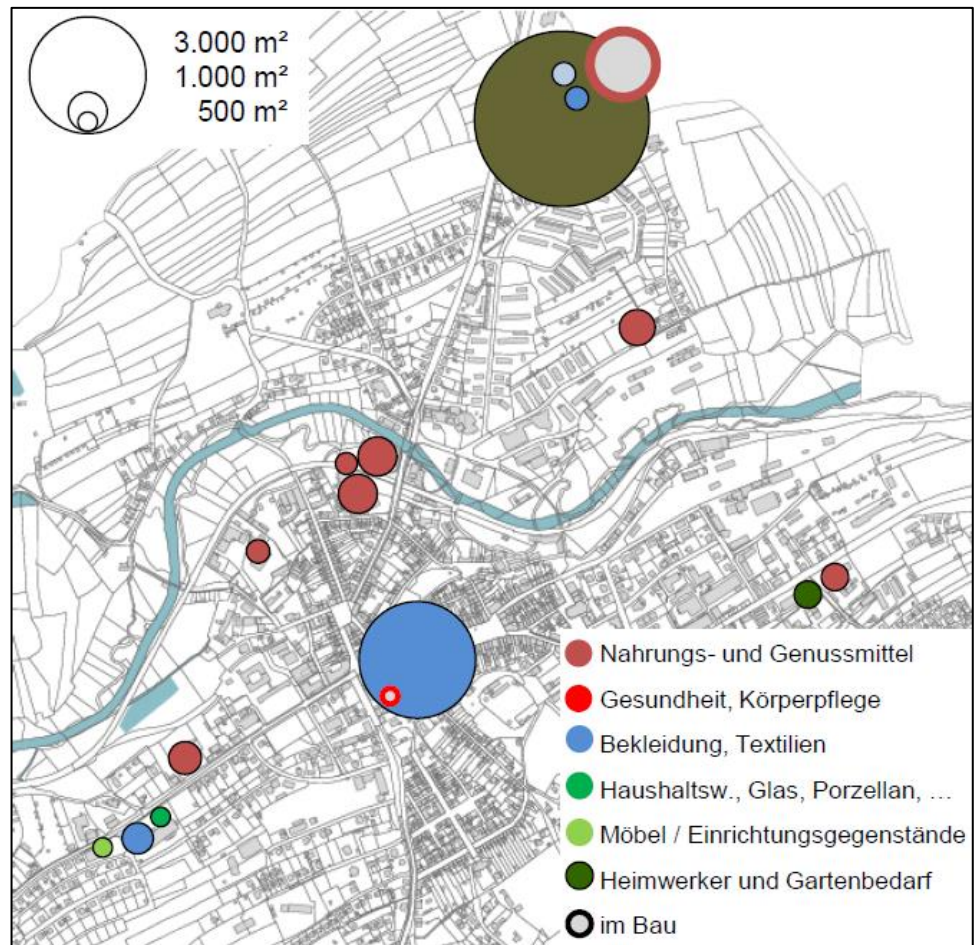 3.000 m²
1.000 m²
500 m²
Nahrungs- und Genussmittel
Gesundheit, Körperpflege
Bekleidung, Textilien
Haushaltsw., Glas, Porzellan, …
Möbel / Einrichtungsgegenstände
Heimwerker und Gartenbedarf
im Bau